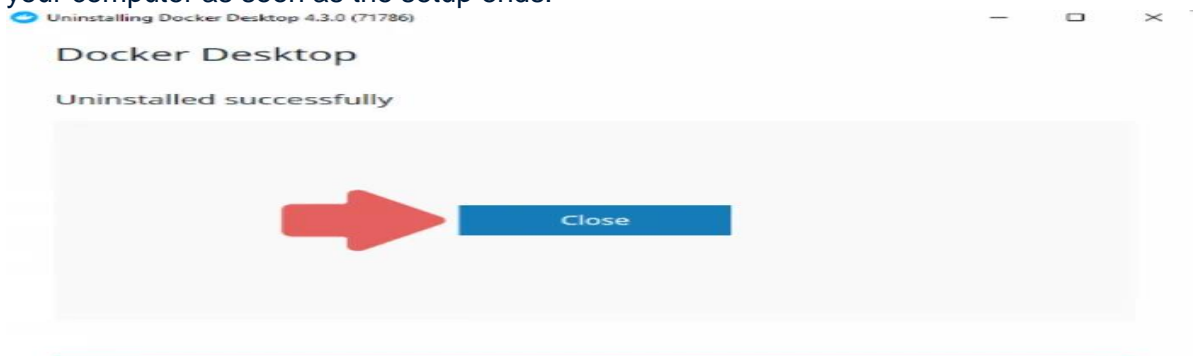 your computer as soon as the setup ends.
Uninstalling Docker Desktop 4.3.0 (71786)
Docker Desktop
Uninstalled successfully
Close